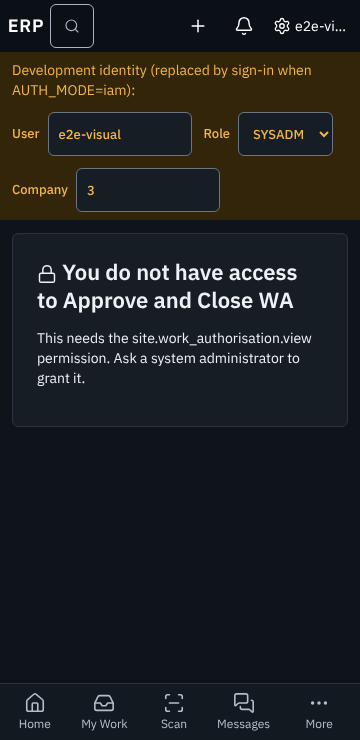 ERP
e2e-vi...
Development identity (replaced by sign-in when
AUTH_MODE=iam):
User e2e-visual Role SYSADM
Company 3
You do not have access
to Approve and Close WA
This needs the site.work_authorisation.view
permission. Ask a system administrator to
grant it.
Home My Work Scan Messages More